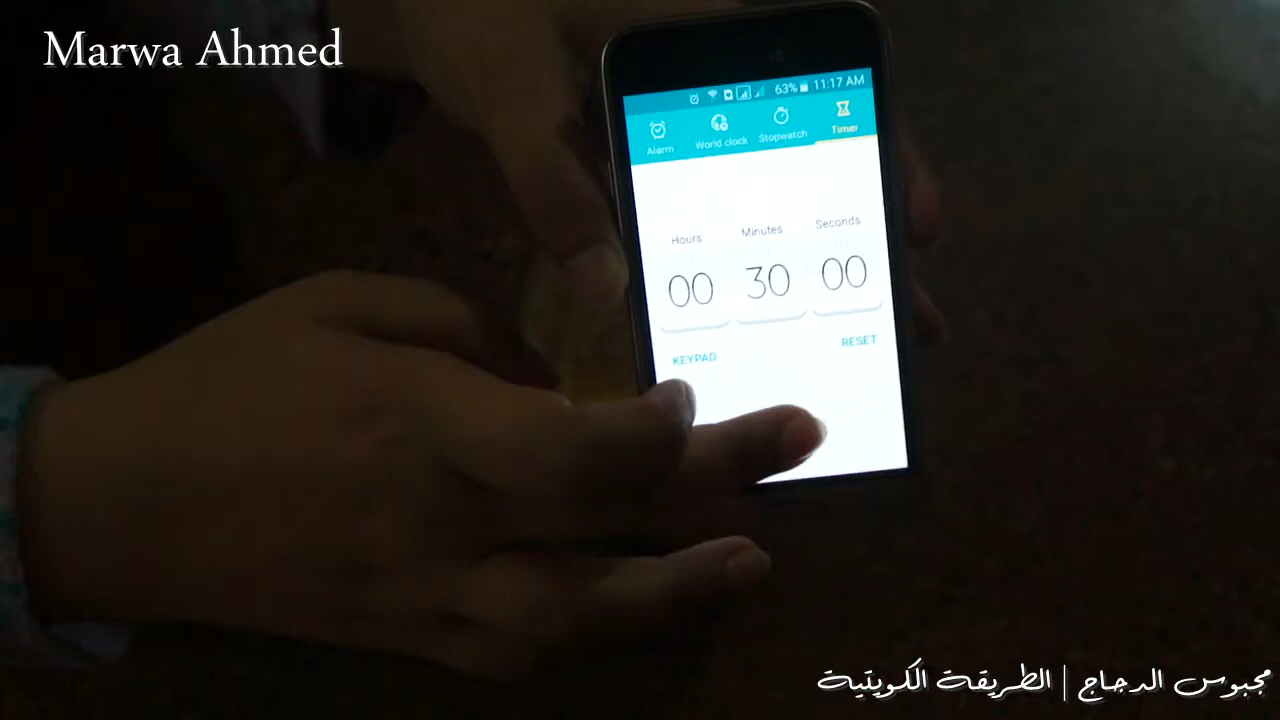 Marwa Ahmed
63% 11:17 AM
Alarm World clock Stopwatch Timer
Hours Minutes Seconds
00 30 00
KEYPAD RESET
مجبوس الدجاج | الطريقة الكويتية